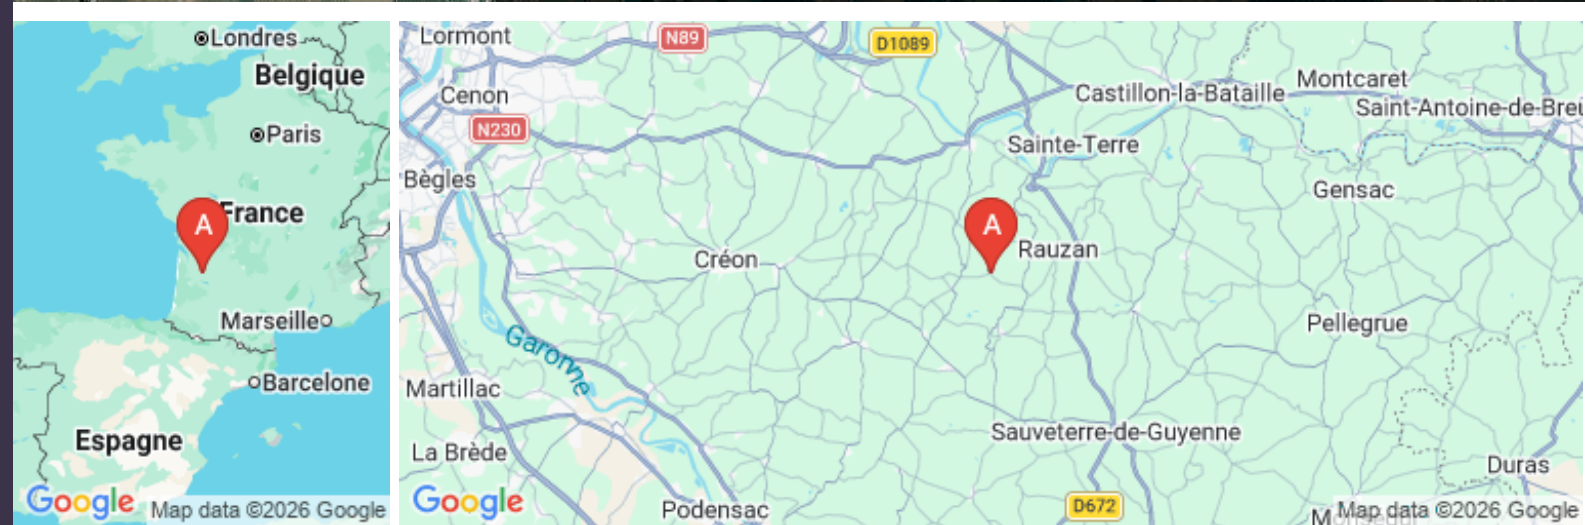 Londres
Belgique
Paris
A
France
Marseille
Barcelone
Espagne
Google
Map data ©2026 Google
Lormont
N89
D1089
Cenon
Castillon-la-Bataille
Montcaret
Saint-Antoine-de-Breu
N230
Sainte-Terre
Bègles
Gensac
A
Créon
Rauzan
Pellegrue
Garonne
Martillac
Sauveterre-de-Guyenne
La Brède
Duras
Google
Podensac
D672
Map data ©2026 Google